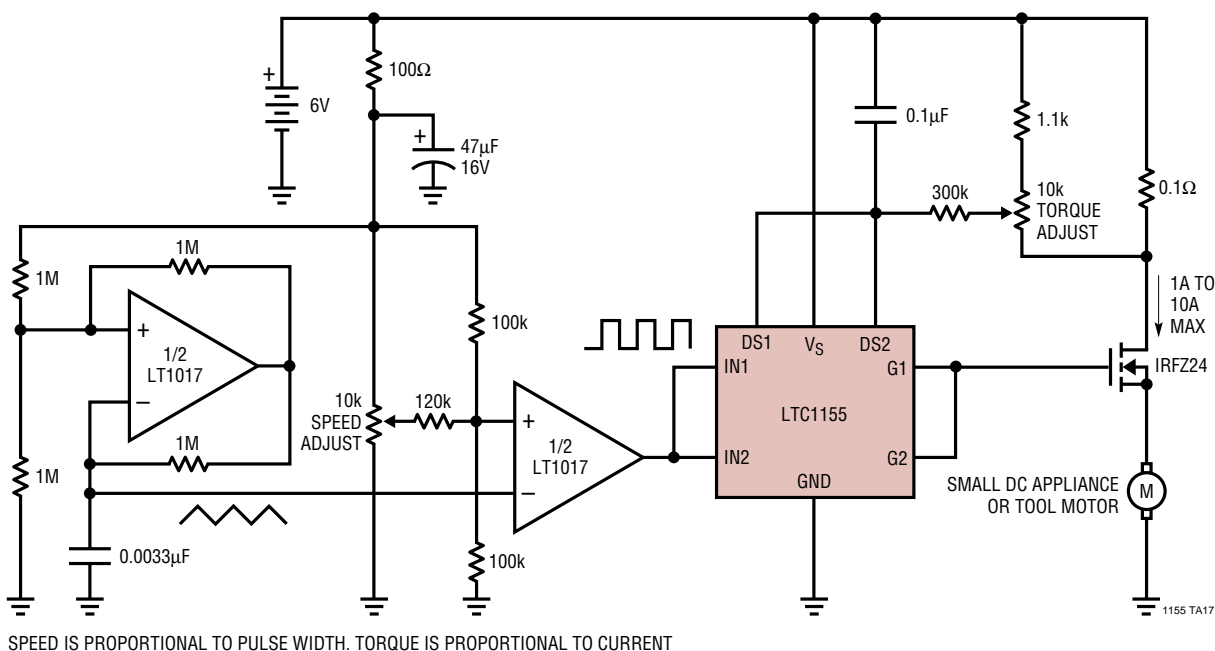 100Ω
+
6V
0.1µF
1.1k
+
47µF
16V
0.1Ω
300k
10k
TORQUE
ADJUST
1M
1M
1A TO
10A
MAX
100k
DS1
VS
DS2
+
1/2
LT1017
–
IN1
G1
IRFZ24
10k
SPEED
ADJUST
120k
LTC1155
+
1/2
LT1017
–
1M
IN2
G2
1M
GND
SMALL DC APPLIANCE
OR TOOL MOTOR
M
0.0033µF
100k
1155 TA17
SPEED IS PROPORTIONAL TO PULSE WIDTH. TORQUE IS PROPORTIONAL TO CURRENT